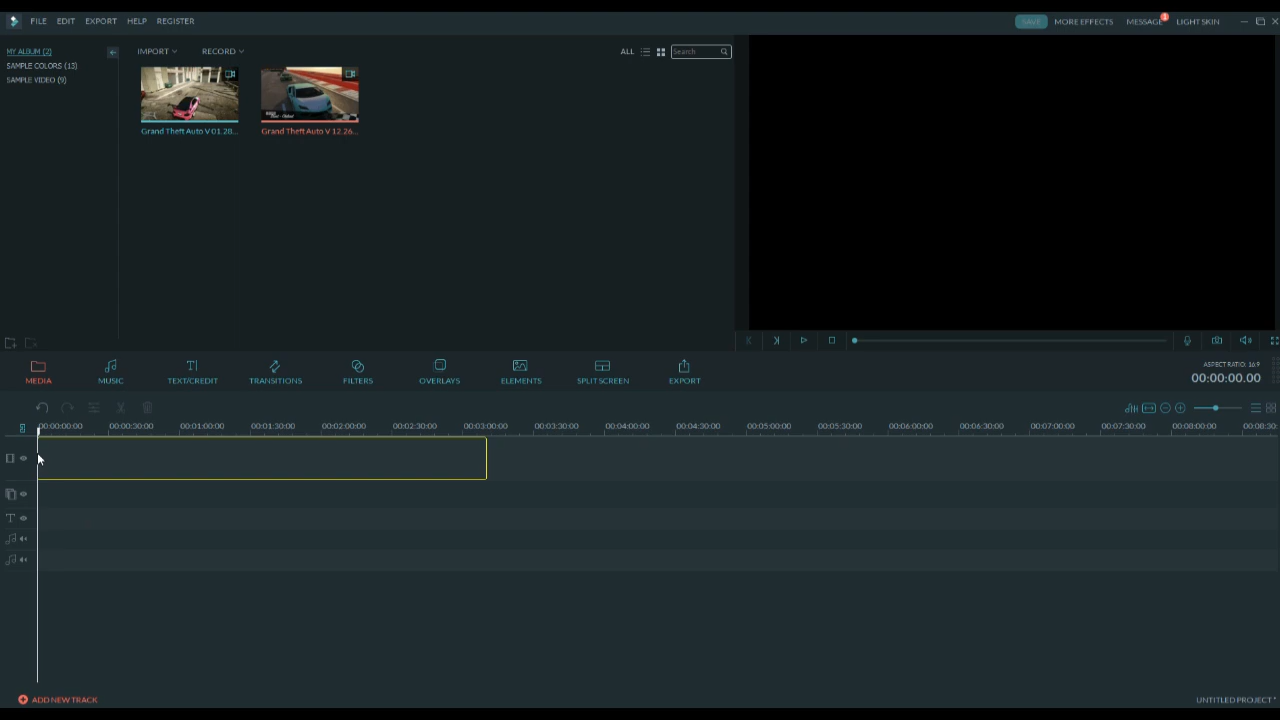 FILE EDIT EXPORT HELP REGISTER SAVE MORE EFFECTS MESSAGE 1 LIGHT SKIN
MY ALBUM (2)
SAMPLE COLORS (13)
SAMPLE VIDEO (9)
IMPORT RECORD ALL Search
Grand Theft Auto V 01.28... Grand Theft Auto V 12.26...
MEDIA MUSIC TEXT/CREDIT TRANSITIONS FILTERS OVERLAYS ELEMENTS SPLIT SCREEN EXPORT
ASPECT RATIO: 16:9
00:00:00.00
00:00:00:00 00:00:30:00 00:01:00:00 00:01:30:00 00:02:00:00 00:02:30:00 00:03:00:00 00:03:30:00 00:04:00:00 00:04:30:00 00:05:00:00 00:05:30:00 00:06:00:00 00:06:30:00 00:07:00:00 00:07:30:00 00:08:00:00 00:08:30:
ADD NEW TRACK
UNTITLED PROJECT *